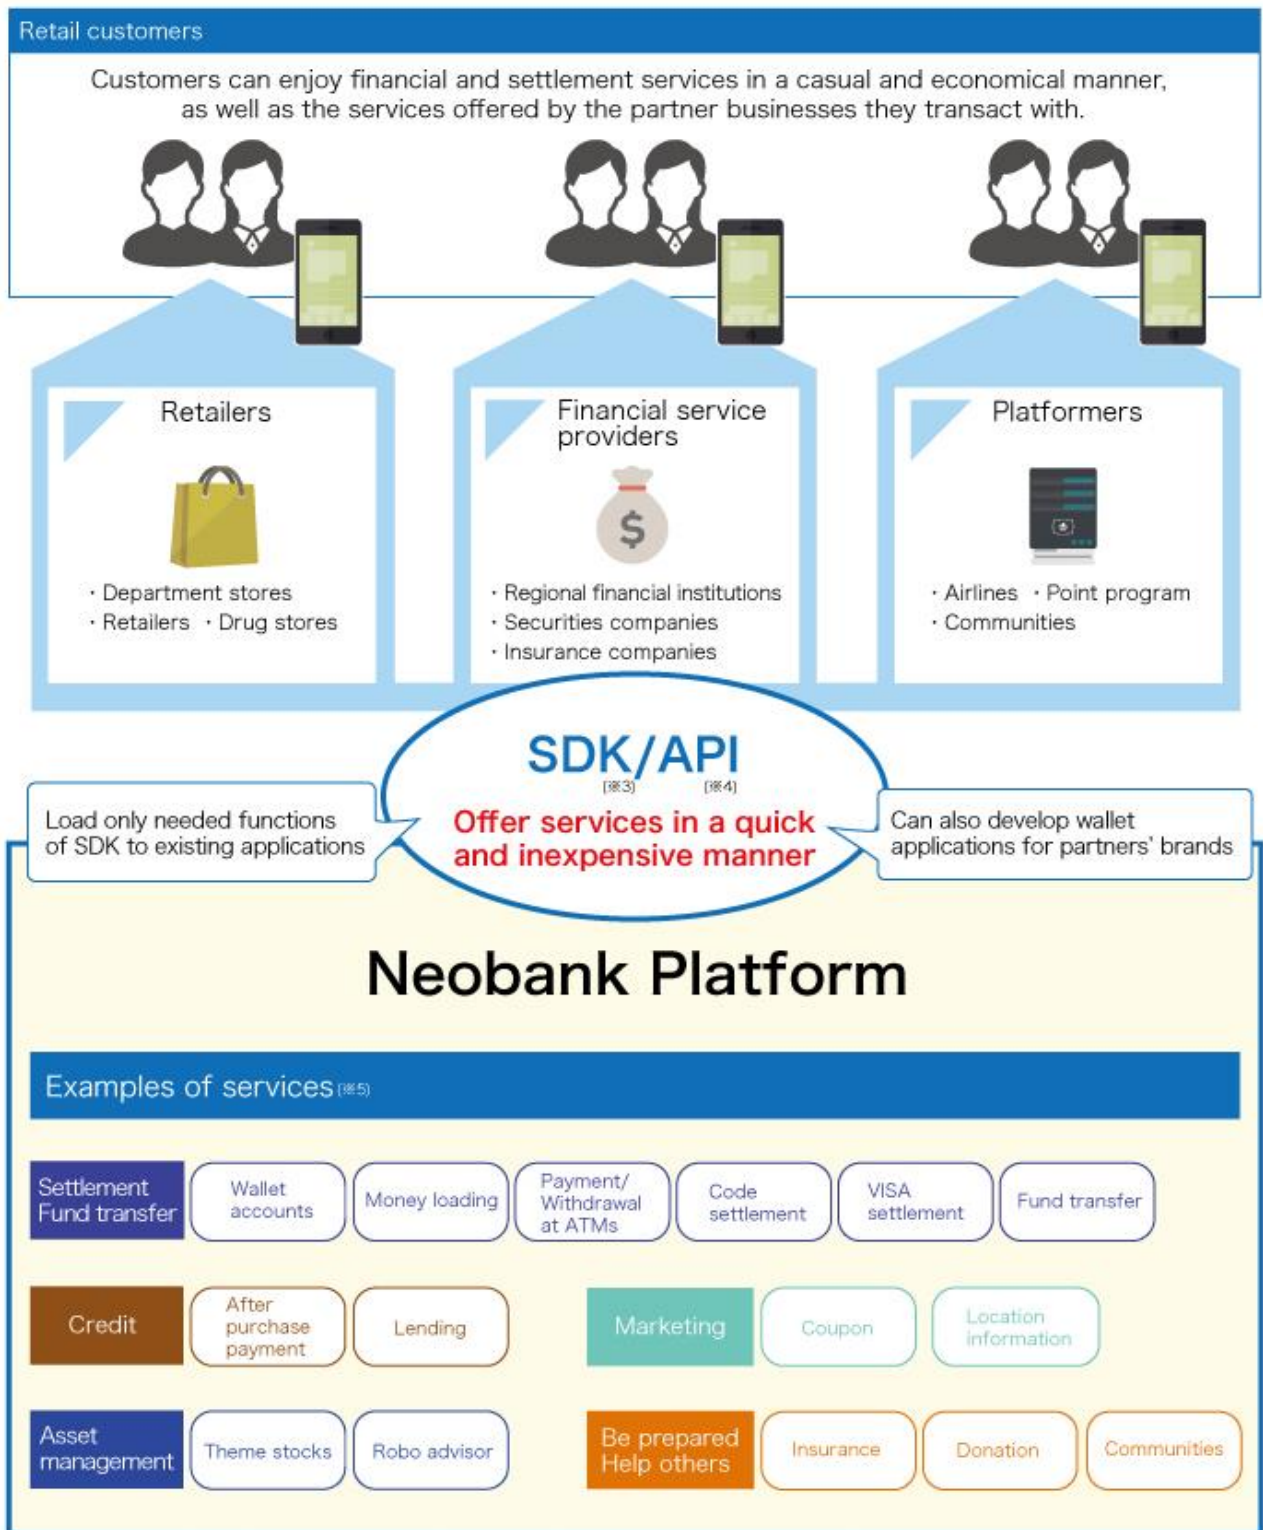 Retail customers
Customers can enjoy financial and settlement services in a casual and economical manner,
as well as the services offered by the partner businesses they transact with.
Retailers
・Department stores
・Retailers ・Drug stores
Financial service
providers
$
・Regional financial institutions
・Securities companies
・Insurance companies
Platformers
・Airlines ・Point program
・Communities
SDK/API
(※3) (※4)
Offer services in a quick
and inexpensive manner
Load only needed functions
of SDK to existing applications
Can also develop wallet
applications for partners' brands
Neobank Platform
Examples of services (※5)
Settlement
Fund transfer
Wallet
accounts
Money loading
Payment/
Withdrawal
at ATMs
Code
settlement
VISA
settlement
Fund transfer
Credit
After
purchase
payment
Lending
Marketing
Coupon
Location
information
Asset
management
Theme stocks
Robo advisor
Be prepared
Help others
Insurance
Donation
Communities